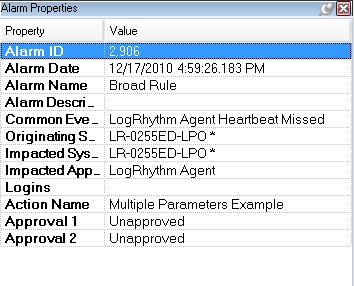 Alarm Properties
Property Value
Alarm ID 2,906
Alarm Date 12/17/2010 4:59:26.183 PM
Alarm Name Broad Rule
Alarm Descri...
Common Eve... LogRhythm Agent Heartbeat Missed
Originating S... LR-0255ED-LPO *
Impacted Sys... LR-0255ED-LPO *
Impacted App... LogRhythm Agent
Logins
Action Name Multiple Parameters Example
Approval 1 Unapproved
Approval 2 Unapproved